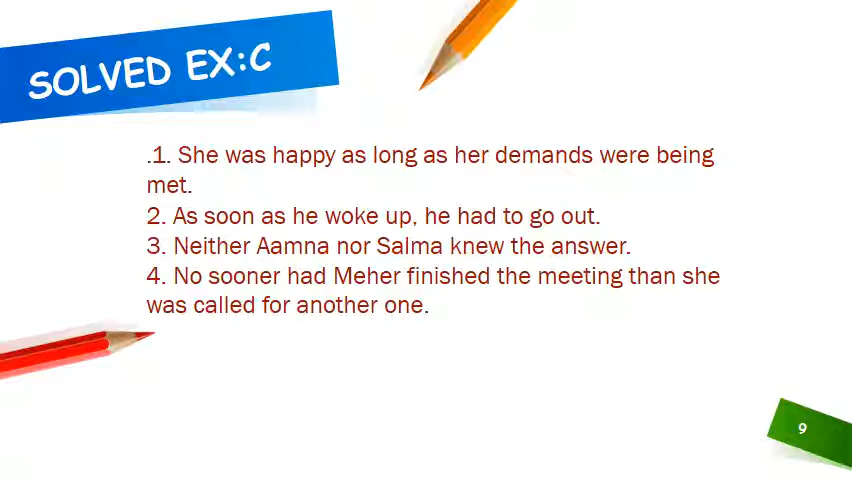 SOLVED EX:C
.1. She was happy as long as her demands were being
met.
2. As soon as he woke up, he had to go out.
3. Neither Aamna nor Salma knew the answer.
4. No sooner had Meher finished the meeting than she
was called for another one.
9